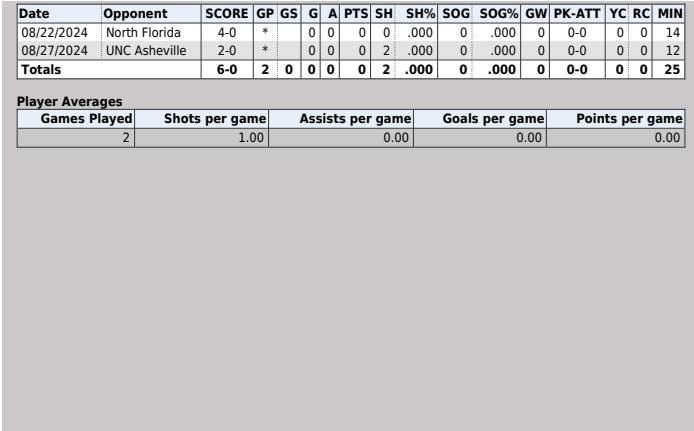 Date Opponent SCORE GP GS G A PTS SH SH% SOG SOG% GW PK-ATT YC RC MIN
08/22/2024 North Florida 4-0 * 0 0 0 0 .000 0 .000 0 0-0 0 0 14
08/27/2024 UNC Asheville 2-0 * 0 0 0 2 .000 0 .000 0 0-0 0 0 12
Totals 6-0 2 0 0 0 0 2 .000 0 .000 0 0-0 0 0 25
Player Averages
Games Played Shots per game Assists per game Goals per game Points per game
2 1.00 0.00 0.00 0.00